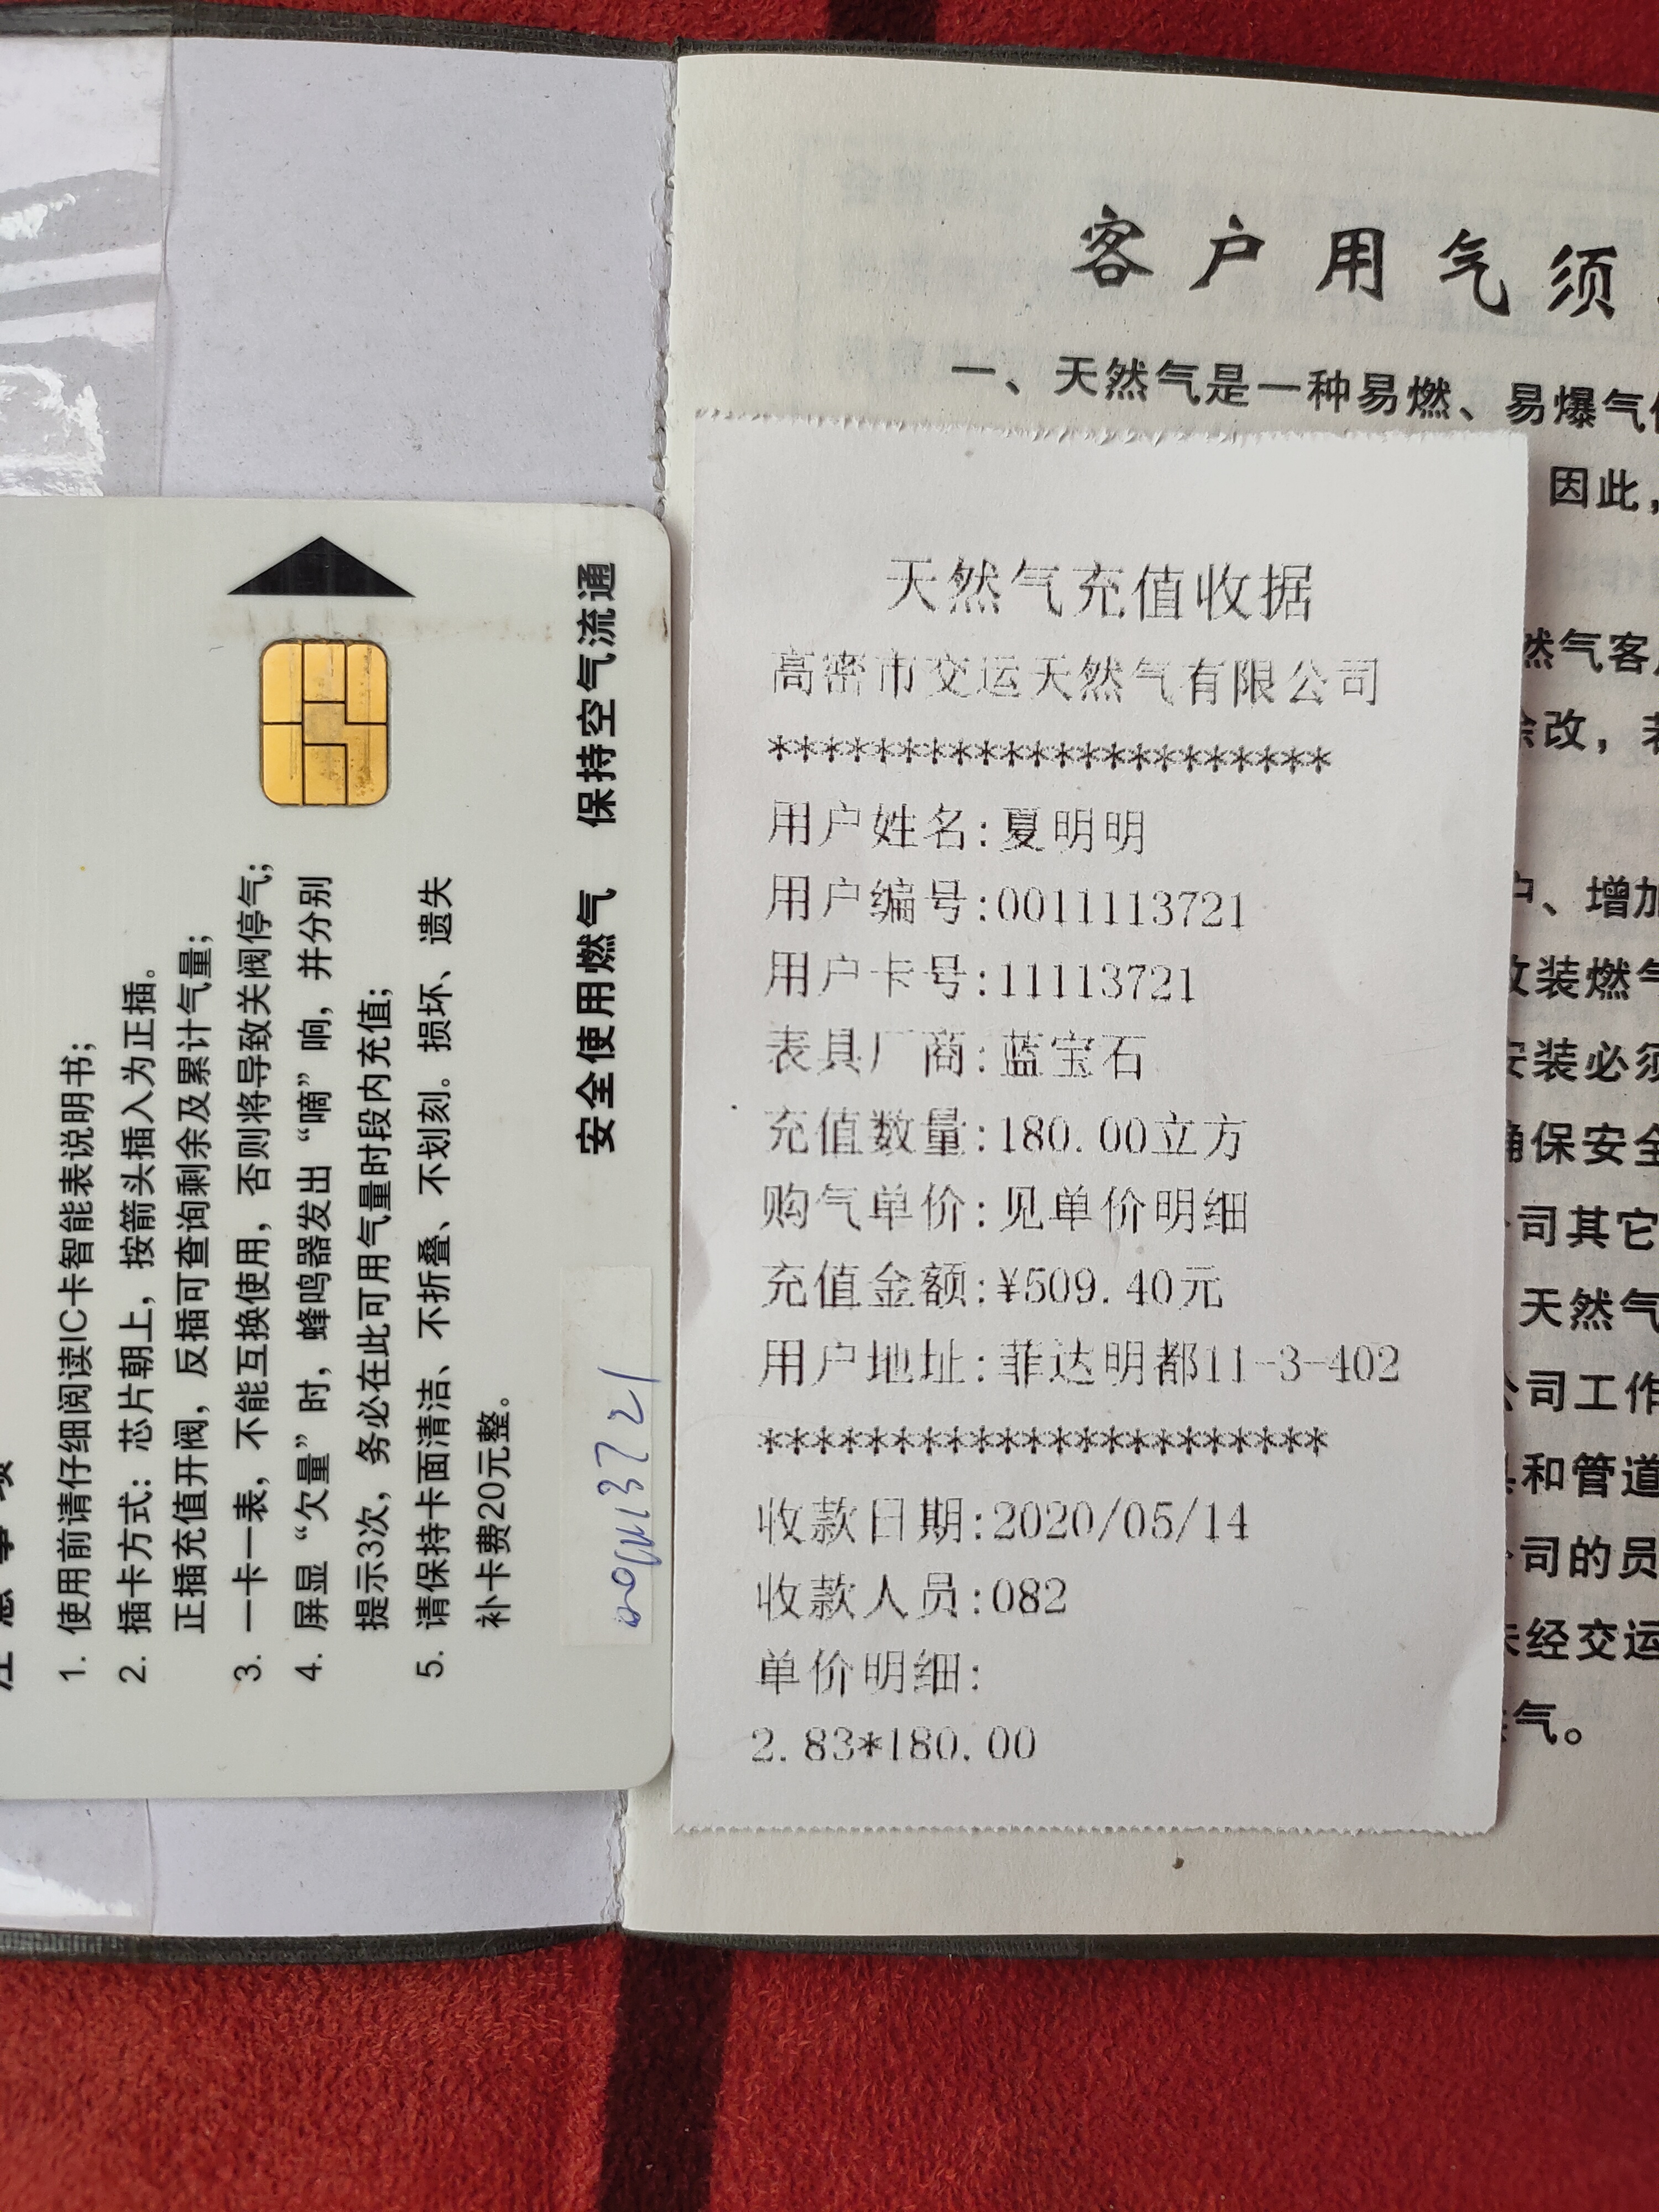 注意事项
1. 使用前请仔细阅读IC卡智能表说明书；
2. 插卡方式：芯片朝上，按箭头插入为正插。
正插充值开阀，反插可查询剩余及累计气量；
3. 一卡一表，不能互换使用，否则将导致关阀停气；
4. 屏显“欠量”时，蜂鸣器发出“嘀”响，并分别
提示3次，务必在此可用气量时段内充值；
5. 请保持卡面清洁、不折叠、不划刻。损坏、遗失
补卡费20元整。
安全使用燃气 保持空气流通
客户用气须
一、天然气是一种易燃、易爆气
因此，
然气客
改，
、增加
装燃气
装必须
保安全
司其它
天然气
司工作
和管道
司的员
经交运
气。
天然气充值收据
高密市交运天然气有限公司
*********************
用户姓名:夏明明
用户编号:0011113721
用户卡号:11113721
表具厂商:蓝宝石
充值数量:180.00立方
购气单价:见单价明细
充值金额:¥509.40元
用户地址:菲达明都11-3-402
*********************
收款日期:2020/05/14
收款人员:082
单价明细:
2.83*180.00